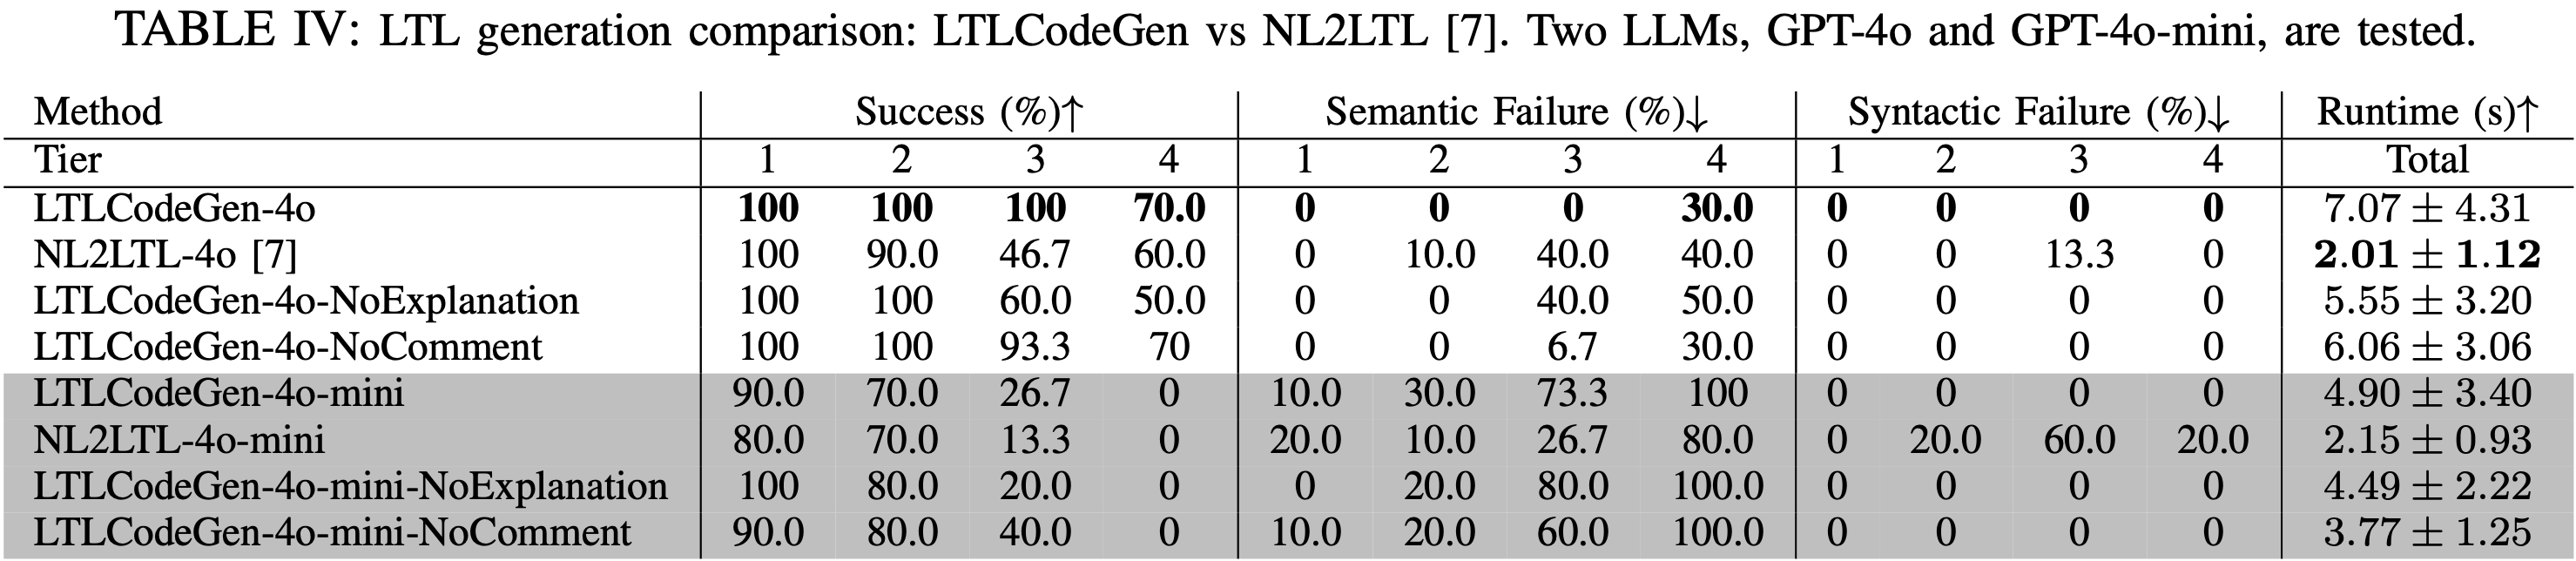 TABLE IV: LTL generation comparison: LTLCodeGen vs NL2LTL [7]. Two LLMs, GPT-4o and GPT-4o-mini, are tested.
Method Success (%)↑ Semantic Failure (%)↓ Syntactic Failure (%)↓ Runtime (s)↑
Tier 1 2 3 4 1 2 3 4 1 2 3 4 Total
LTLCodeGen-4o 100 100 100 70.0 0 0 0 30.0 0 0 0 0 7.07 ± 4.31
NL2LTL-4o [7] 100 90.0 46.7 60.0 0 10.0 40.0 40.0 0 0 13.3 0 2.01 ± 1.12
LTLCodeGen-4o-NoExplanation 100 100 60.0 50.0 0 0 40.0 50.0 0 0 0 0 5.55 ± 3.20
LTLCodeGen-4o-NoComment 100 100 93.3 70 0 0 6.7 30.0 0 0 0 0 6.06 ± 3.06
LTLCodeGen-4o-mini 90.0 70.0 26.7 0 10.0 30.0 73.3 100 0 0 0 0 4.90 ± 3.40
NL2LTL-4o-mini 80.0 70.0 13.3 0 20.0 10.0 26.7 80.0 0 20.0 60.0 20.0 2.15 ± 0.93
LTLCodeGen-4o-mini-NoExplanation 100 80.0 20.0 0 0 20.0 80.0 100.0 0 0 0 0 4.49 ± 2.22
LTLCodeGen-4o-mini-NoComment 90.0 80.0 40.0 0 10.0 20.0 60.0 100.0 0 0 0 0 3.77 ± 1.25